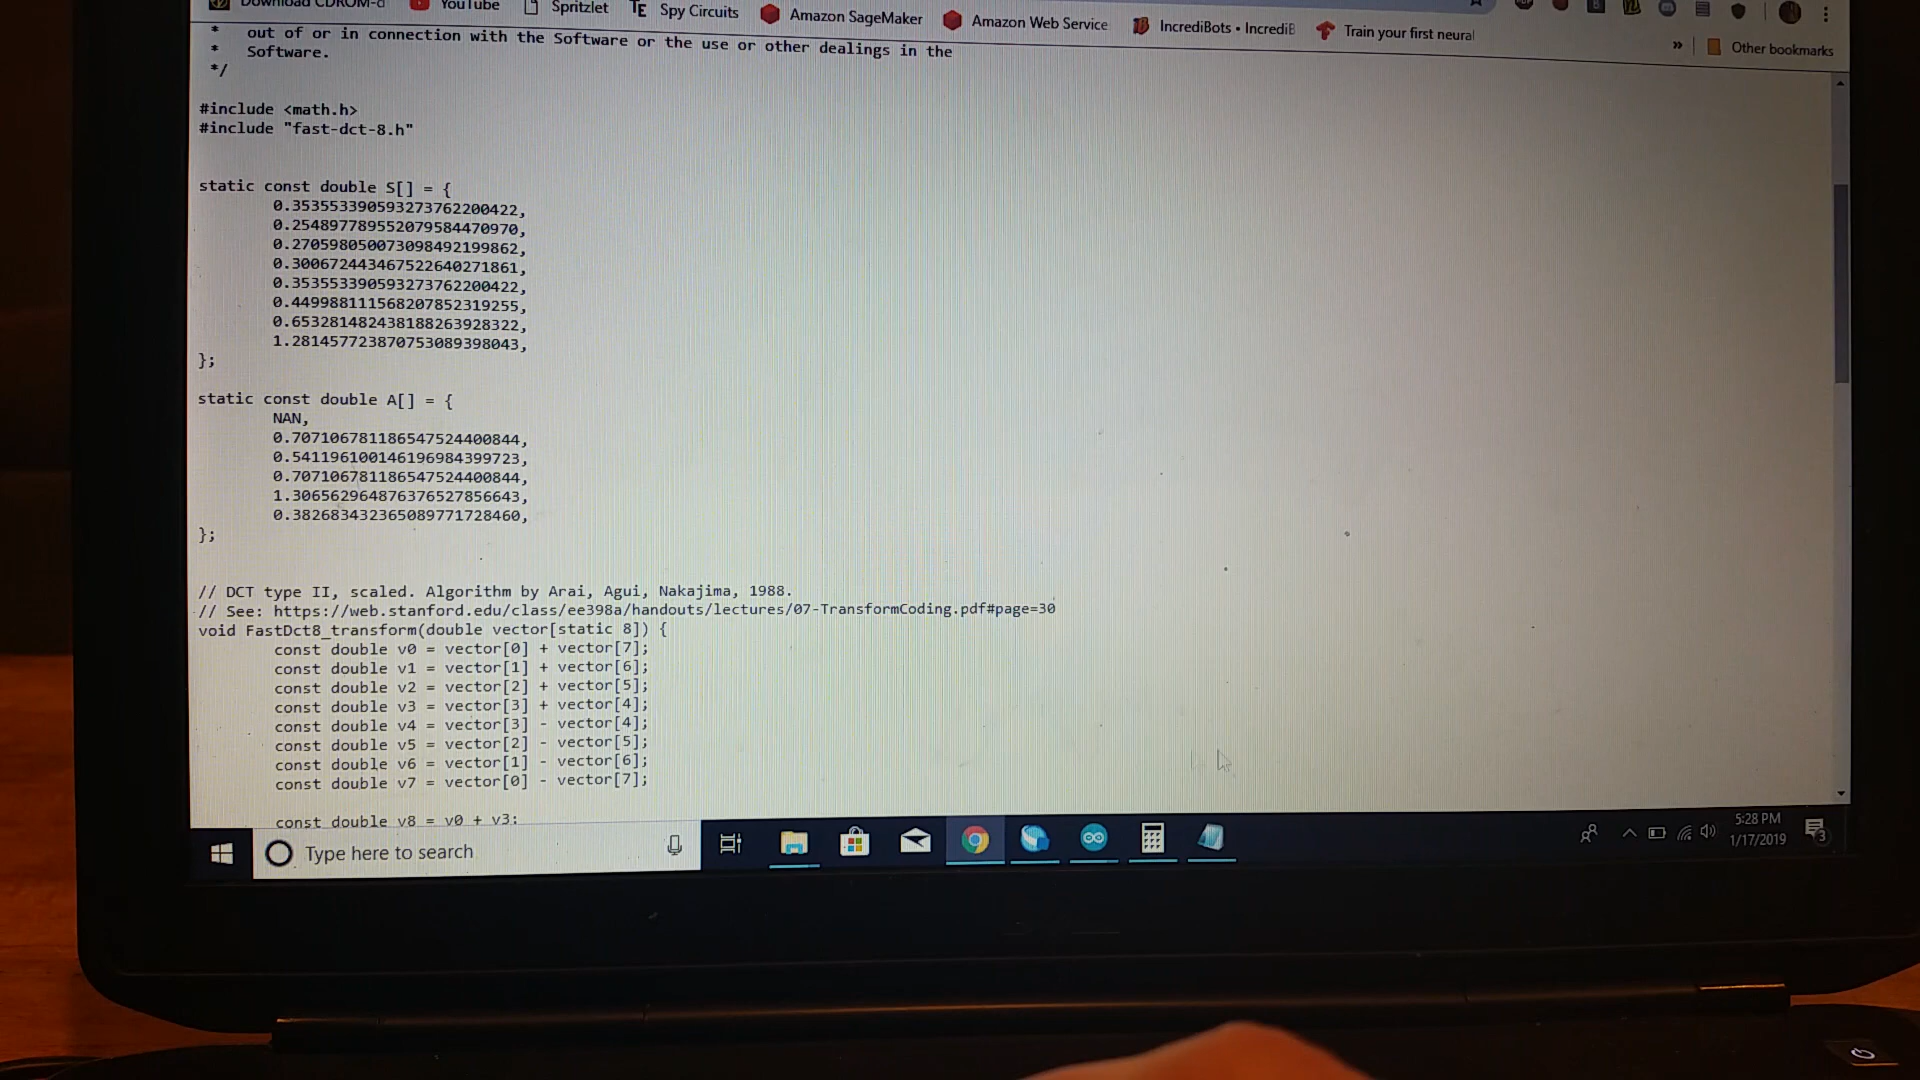 Download CDROM-d YouTube Spritzlet TE Spy Circuits Amazon SageMaker Amazon Web Service IncrediBots • IncrediB Train your first neural
» Other bookmarks
* out of or in connection with the Software or the use or other dealings in the
* Software.
*/
#include <math.h>
#include "fast-dct-8.h"
static const double S[] = {
0.353553390593273762200422,
0.254897789552079584470970,
0.270598050073098492199862,
0.300672443467522640271861,
0.353553390593273762200422,
0.449988111568207852319255,
0.653281482438188263928322,
1.281457723870753089398043,
};
static const double A[] = {
NAN,
0.707106781186547524400844,
0.541196100146196984399723,
0.707106781186547524400844,
1.306562964876376527856643,
0.382683432365089771728460,
};
// DCT type II, scaled. Algorithm by Arai, Agui, Nakajima, 1988.
// See: https://web.stanford.edu/class/ee398a/handouts/lectures/07-TransformCoding.pdf#page=30
void FastDct8_transform(double vector[static 8]) {
const double v0 = vector[0] + vector[7];
const double v1 = vector[1] + vector[6];
const double v2 = vector[2] + vector[5];
const double v3 = vector[3] + vector[4];
const double v4 = vector[3] - vector[4];
const double v5 = vector[2] - vector[5];
const double v6 = vector[1] - vector[6];
const double v7 = vector[0] - vector[7];
const double v8 = v0 + v3;
Type here to search
5:28 PM
1/17/2019
3